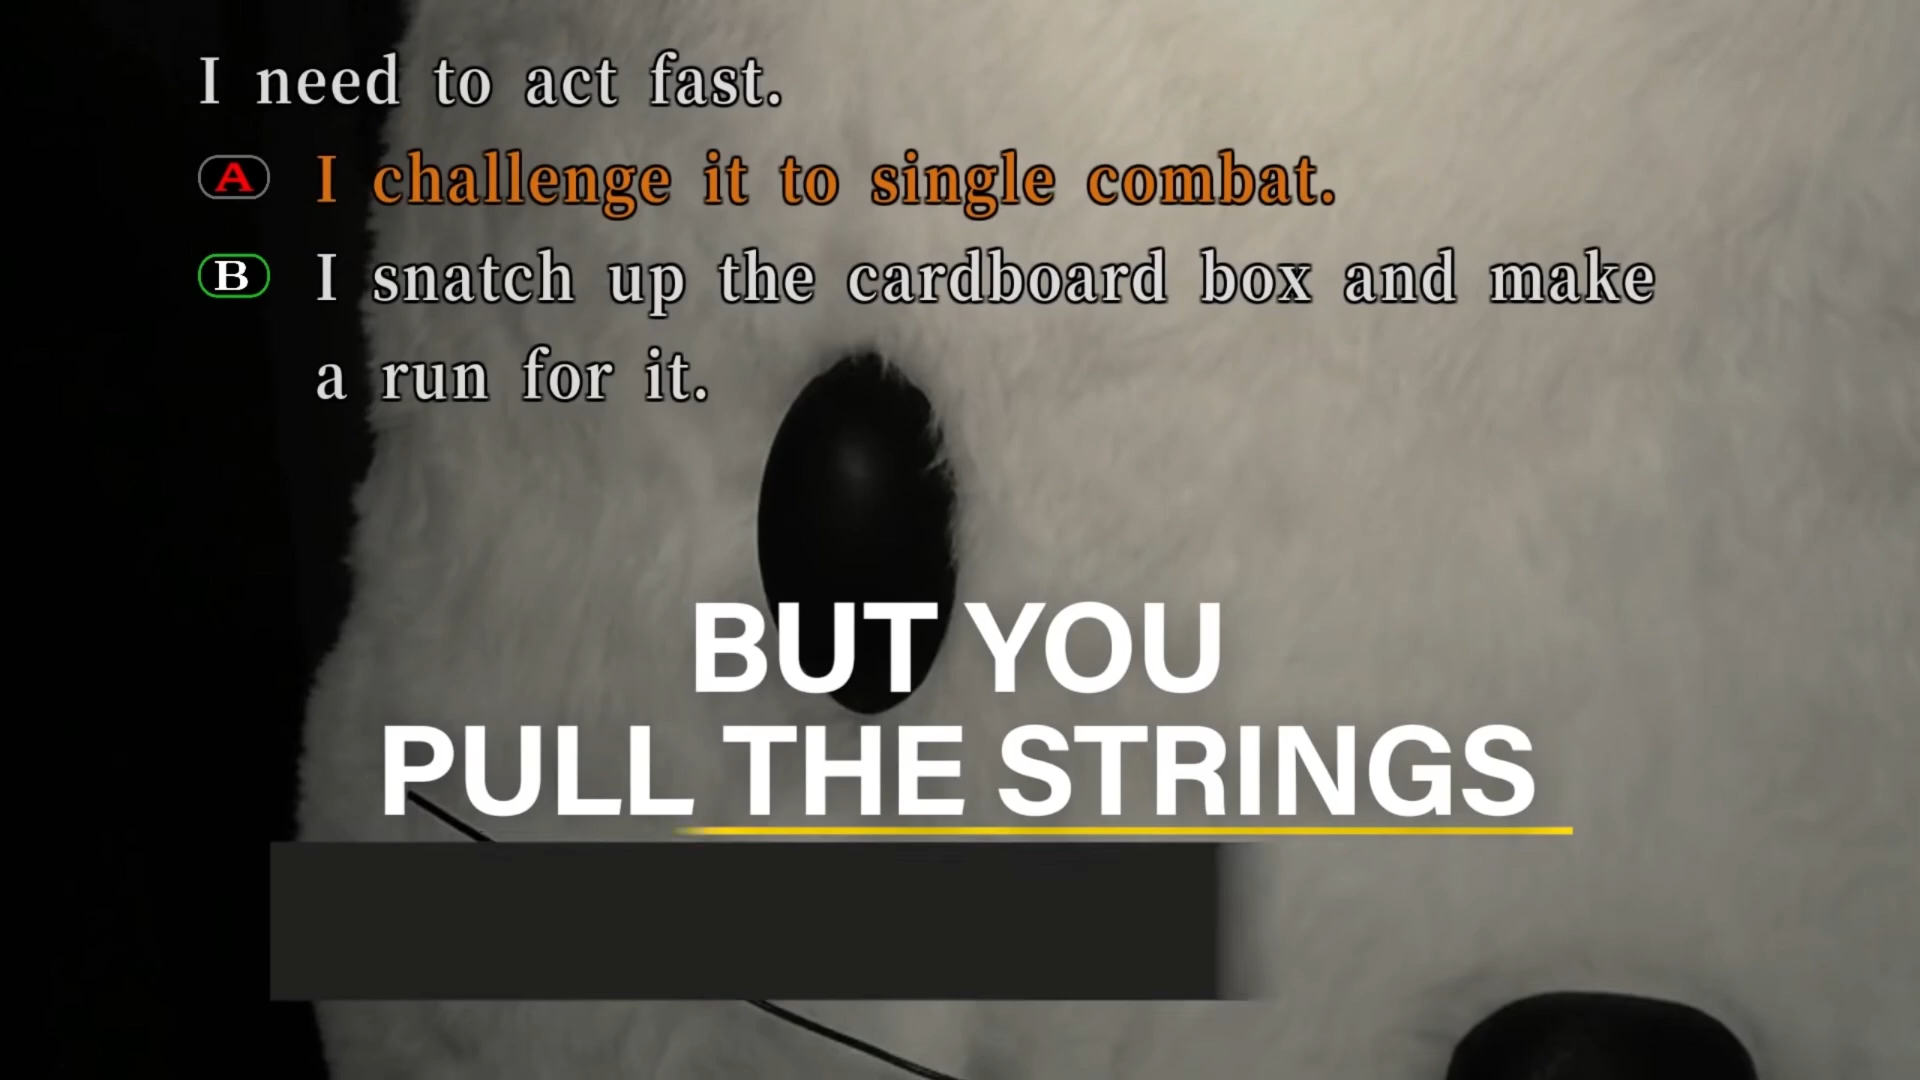 I need to act fast.
A I challenge it to single combat.
B I snatch up the cardboard box and make
a run for it.
BUT YOU
PULL THE STRINGS